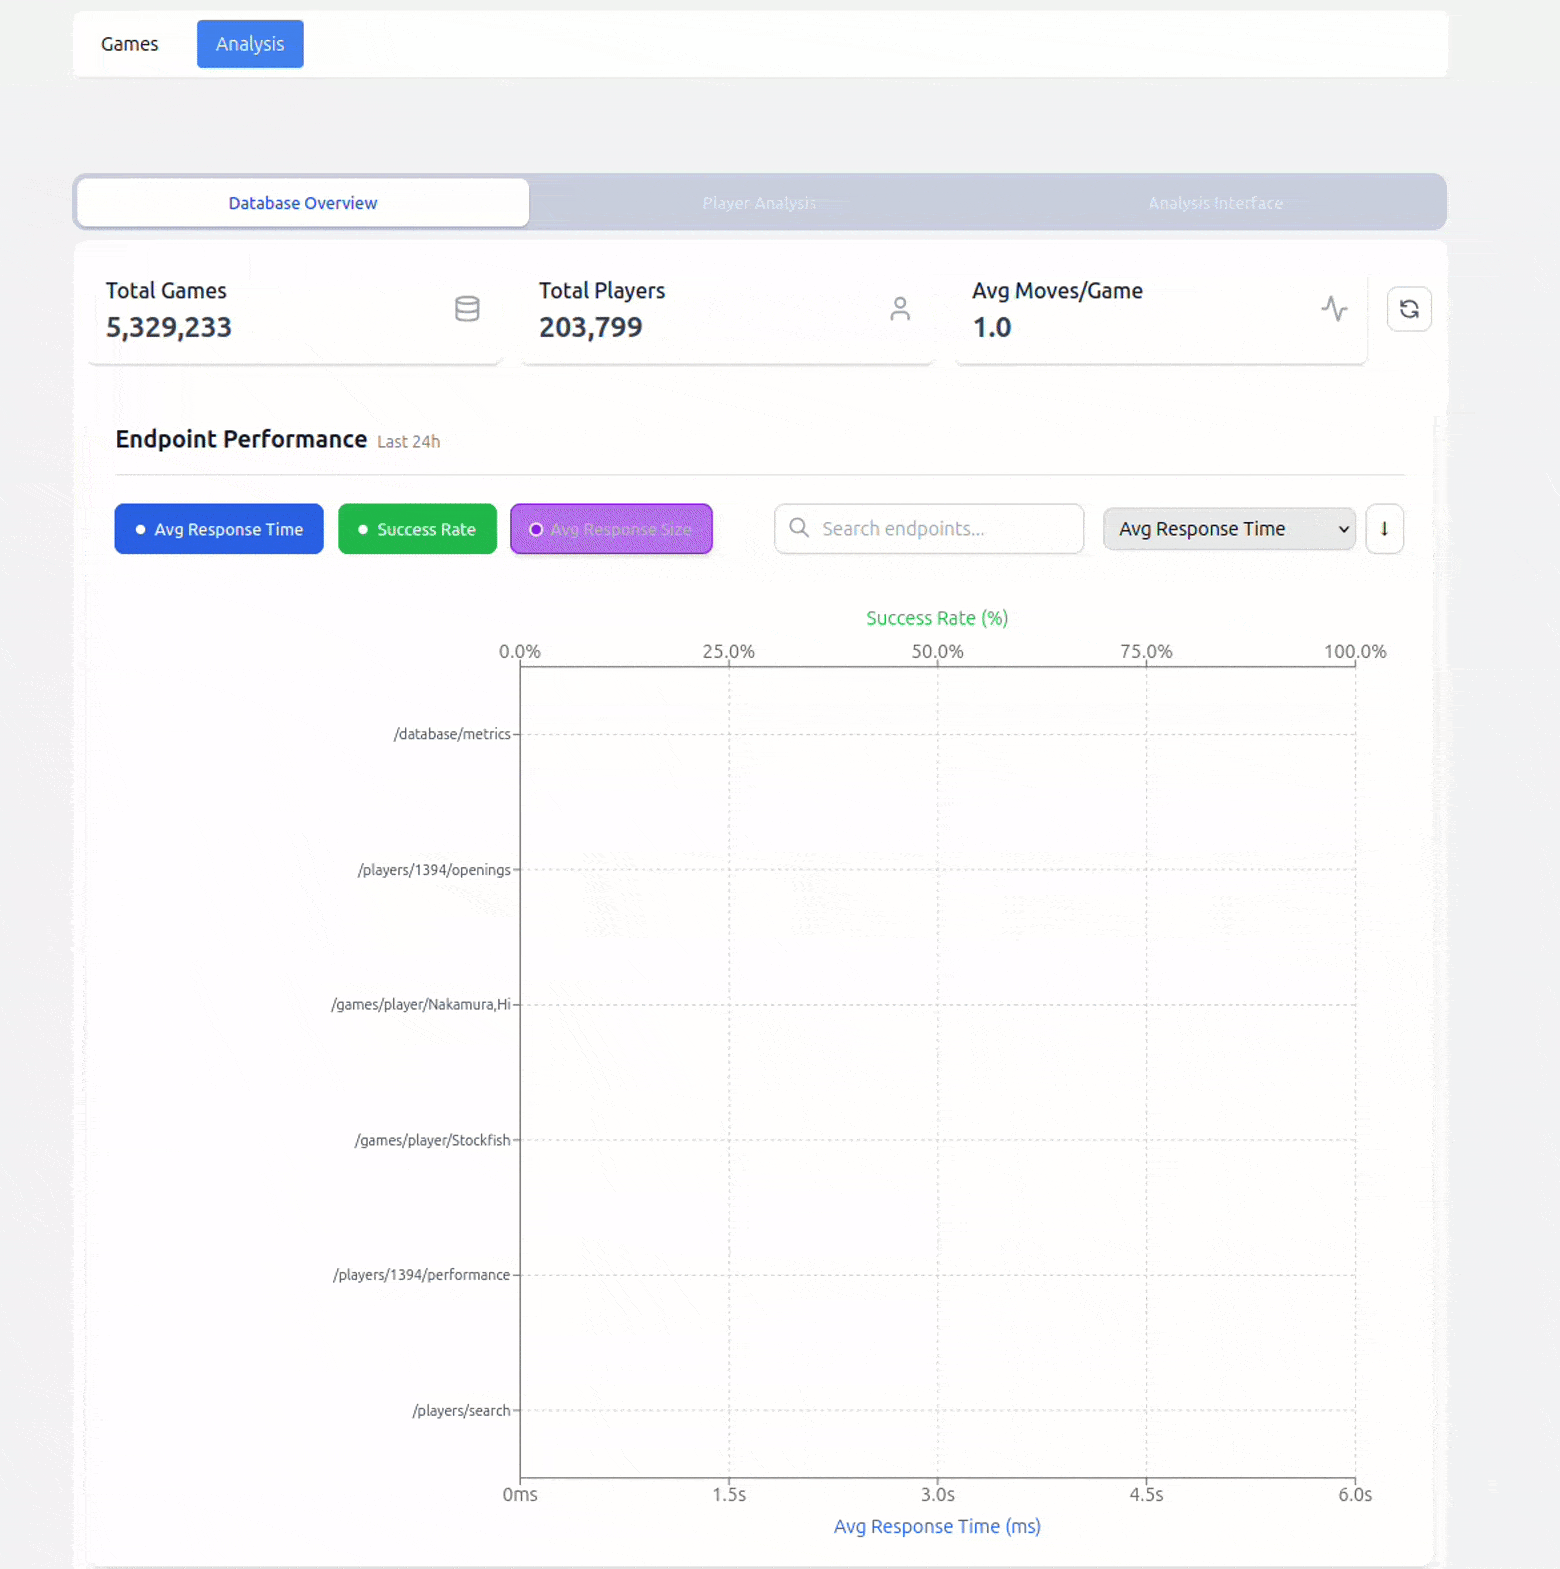 Games Analysis
Database Overview Player Analysis Analysis Interface
Total Games Total Players Avg Moves/Game
5,329,233 203,799 1.0
Endpoint Performance Last 24h
Avg Response Time Success Rate Avg Response Size Search endpoints... Avg Response Time ↓
Success Rate (%)
0.0% 25.0% 50.0% 75.0% 100.0%
/database/metrics
/players/1394/openings
/games/player/Nakamura,Hi
/games/player/Stockfish
/players/1394/performance
/players/search
0ms 1.5s 3.0s 4.5s 6.0s
Avg Response Time (ms)